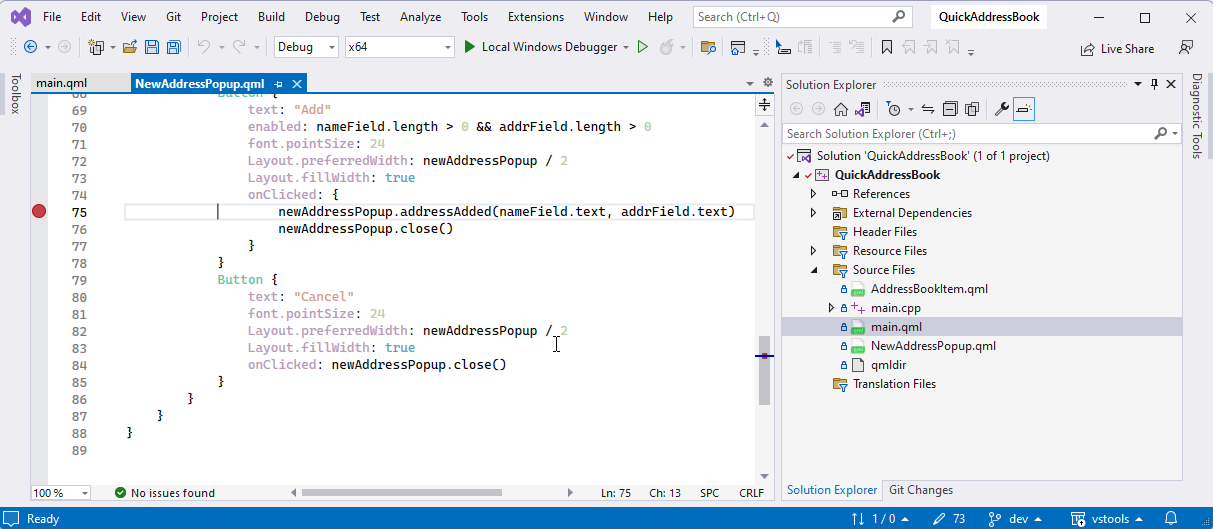 File Edit View Git Project Build Debug Test Analyze Tools Extensions Window Help Search (Ctrl+Q) QuickAddressBook
Debug x64 Local Windows Debugger Live Share
Toolbox
main.qml NewAddressPopup.qml
68 Button {
69 text: "Add"
70 enabled: nameField.length > 0 && addrField.length > 0
71 font.pointSize: 24
72 Layout.preferredWidth: newAddressPopup / 2
73 Layout.fillWidth: true
74 onClicked: {
75 newAddressPopup.addressAdded(nameField.text, addrField.text)
76 newAddressPopup.close()
77 }
78 }
79 Button {
80 text: "Cancel"
81 font.pointSize: 24
82 Layout.preferredWidth: newAddressPopup / 2
83 Layout.fillWidth: true
84 onClicked: newAddressPopup.close()
85 }
86 }
87 }
88 }
89
100 % No issues found Ln: 75 Ch: 13 SPC CRLF
Solution Explorer
Search Solution Explorer (Ctrl+;)
Solution 'QuickAddressBook' (1 of 1 project)
QuickAddressBook
References
External Dependencies
Header Files
Resource Files
Source Files
AddressBookItem.qml
main.cpp
main.qml
NewAddressPopup.qml
qmldir
Translation Files
Solution Explorer Git Changes
Diagnostic Tools
Ready 1 / 0 73 dev vstools